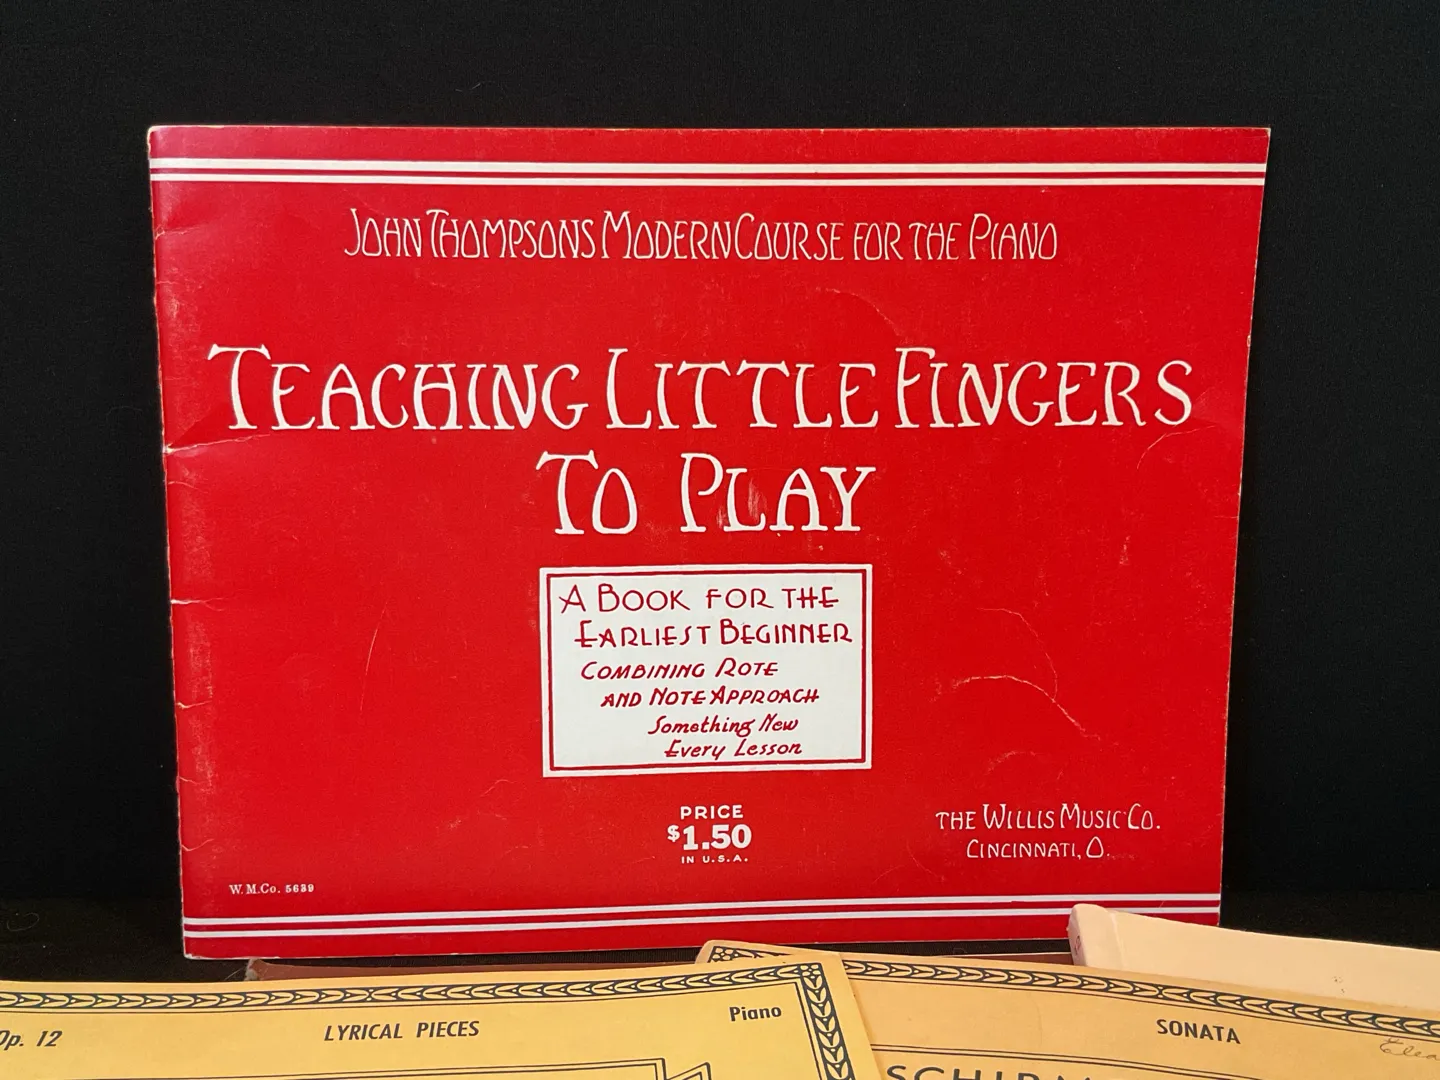 JOHN THOMPSONS MODERN COURSE FOR THE PIANO
TEACHING LITTLE FINGERS
TO PLAY
A BOOK FOR THE
EARLIEST BEGINNER
COMBINING ROTE
AND NOTE APPROACH
Something New
Every Lesson
PRICE
$1.50
IN U.S.A.
THE WILLIS MUSIC CO.
CINCINNATI, O.
W. M. Co. 5639
Op. 12
LYRICAL PIECES
Piano
SONATA